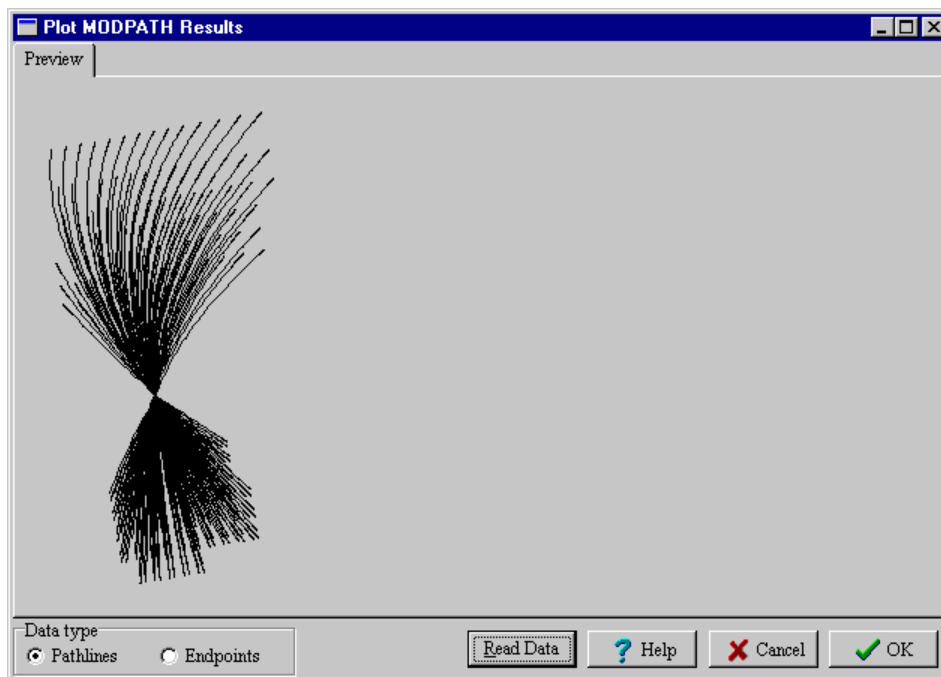 Plot MODPATH Results
Preview
Data type
Pathlines Endpoints
Read Data Help Cancel OK